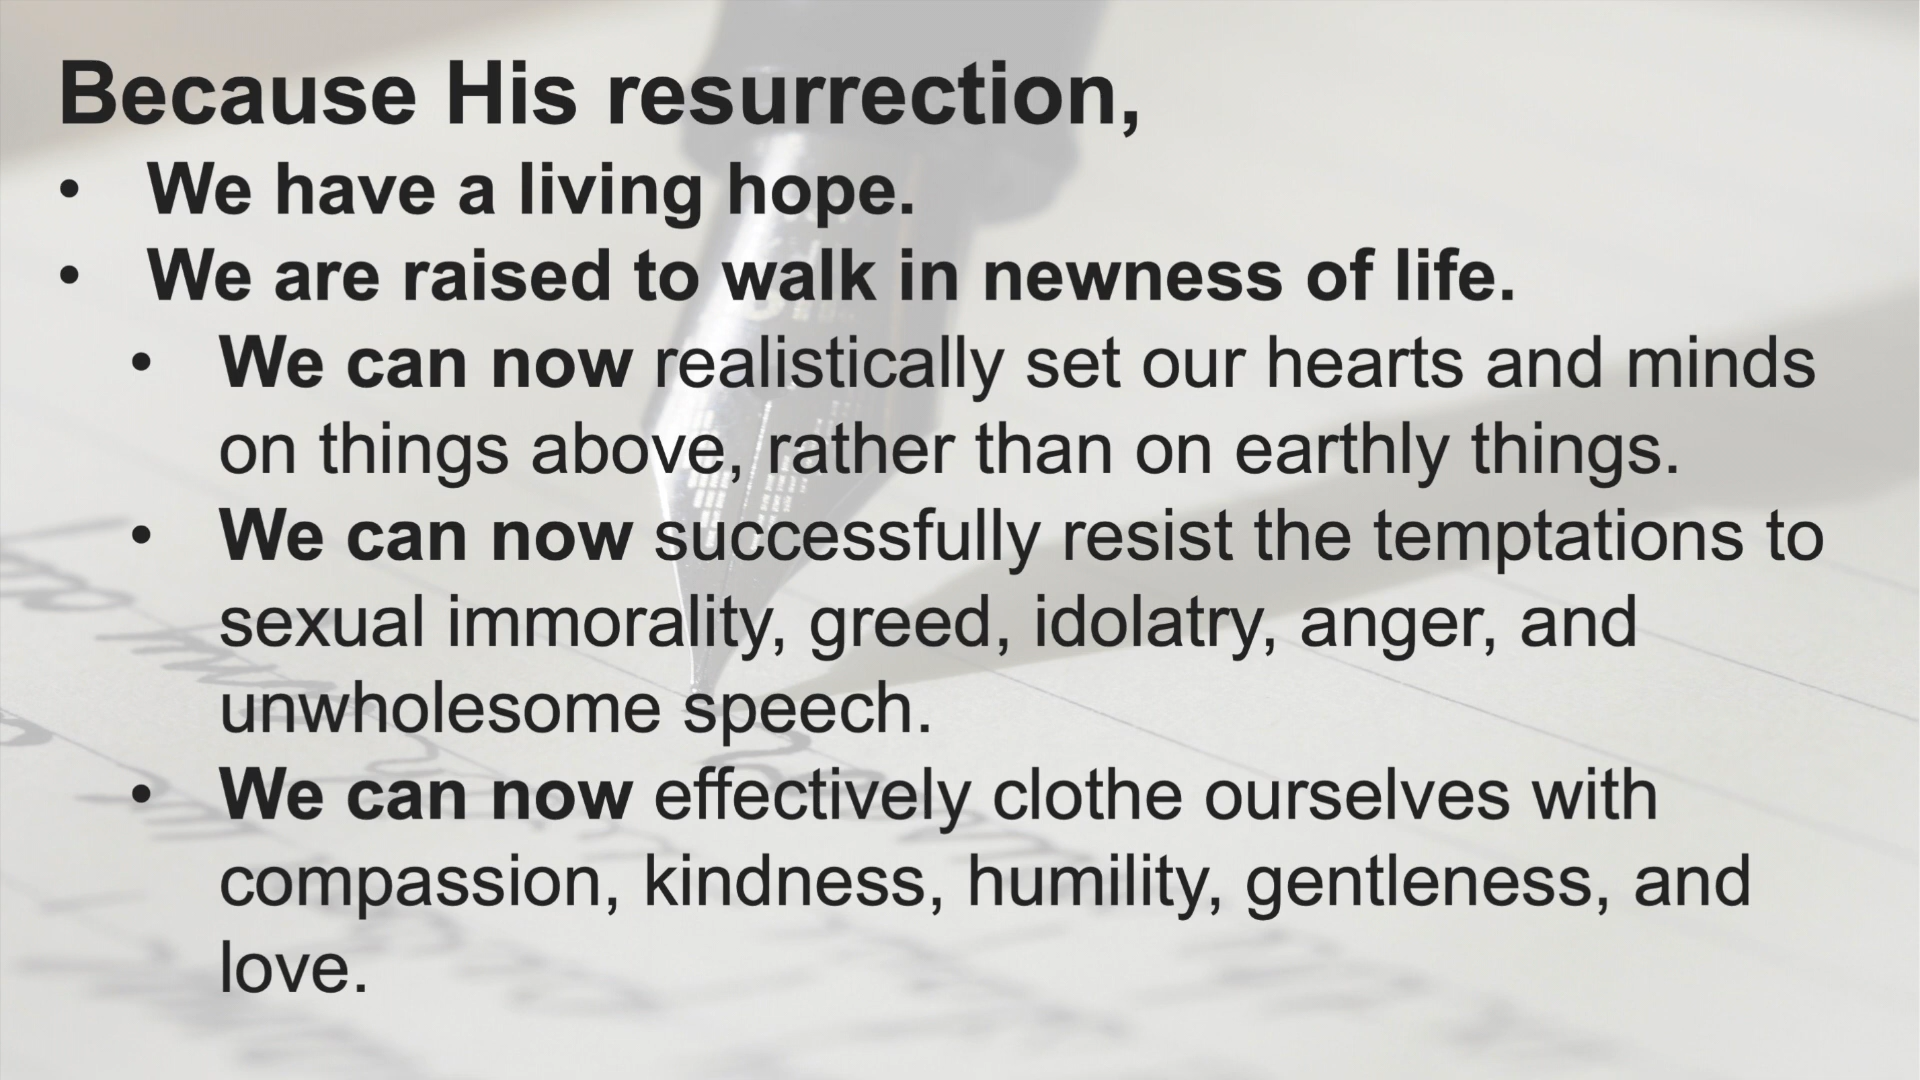 Because His resurrection,
• We have a living hope.
• We are raised to walk in newness of life.
• We can now realistically set our hearts and minds
on things above, rather than on earthly things.
• We can now successfully resist the temptations to
sexual immorality, greed, idolatry, anger, and
unwholesome speech.
• We can now effectively clothe ourselves with
compassion, kindness, humility, gentleness, and
love.